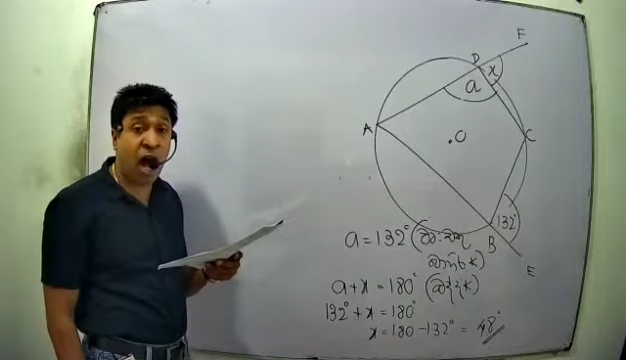 F
D
x
a
A
O
C
132°
B
E
a = 132°
a + x = 180°
132° + x = 180°
x = 180 - 132° = 48°